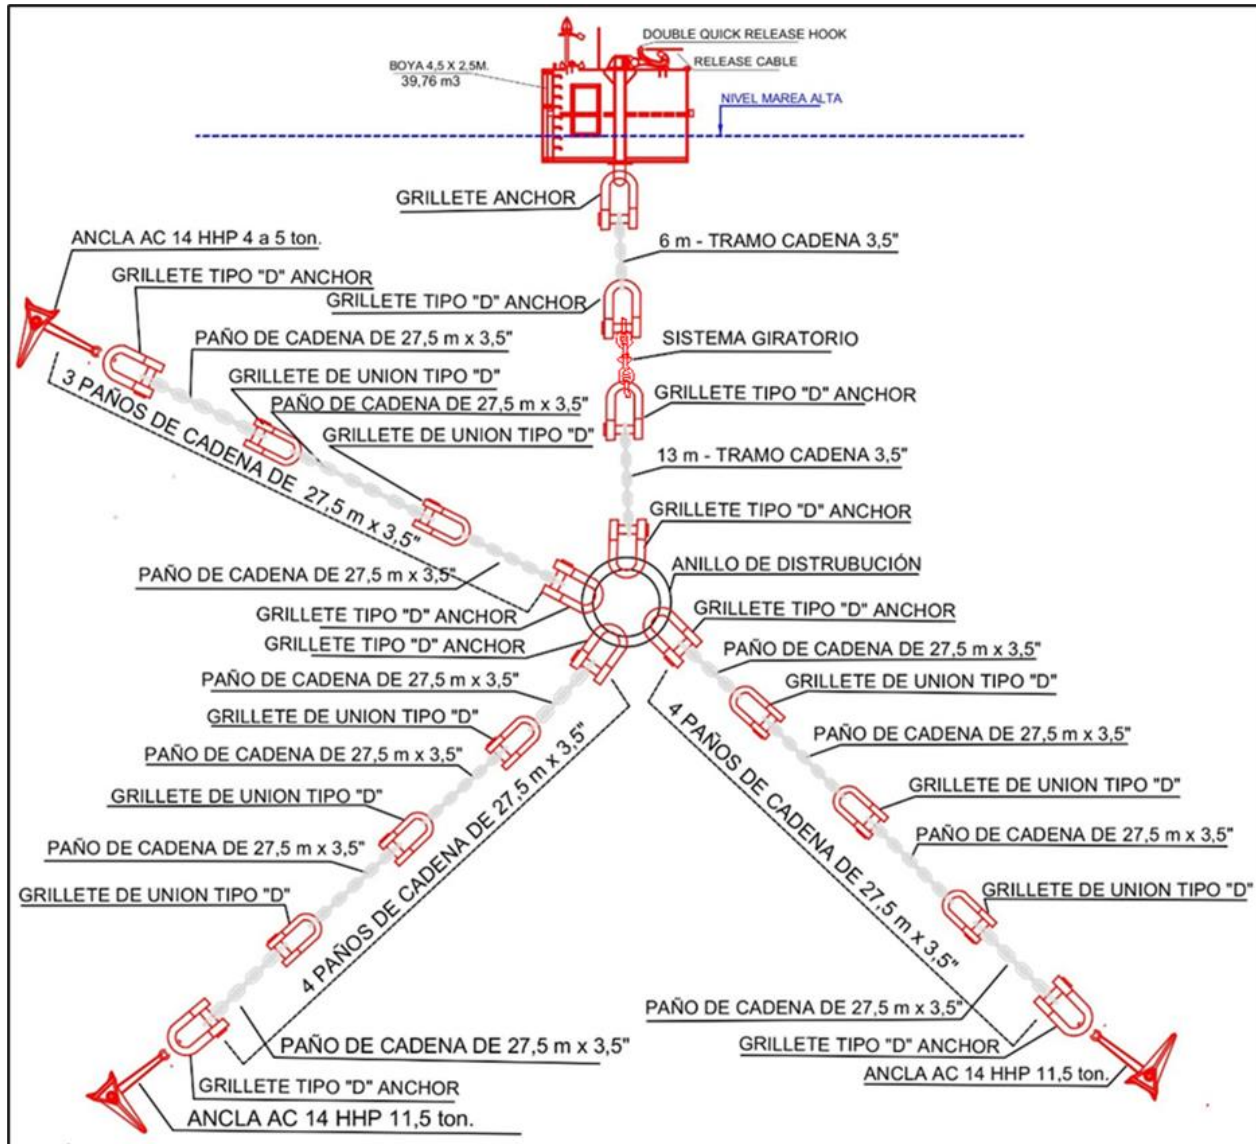 DOUBLE QUICK RELEASE HOOK
BOYA 4,5 X 2,5M.
39,76 m3
RELEASE CABLE
NIVEL MAREA ALTA
GRILLETE ANCHOR
ANCLA AC 14 HHP 4 a 5 ton.
6 m - TRAMO CADENA 3,5"
GRILLETE TIPO "D" ANCHOR
GRILLETE TIPO "D" ANCHOR
PAÑO DE CADENA DE 27,5 m x 3,5"
SISTEMA GIRATORIO
GRILLETE DE UNION TIPO "D"
PAÑO DE CADENA DE 27,5 m x 3,5"
GRILLETE TIPO "D" ANCHOR
GRILLETE DE UNION TIPO "D"
3 PAÑOS DE CADENA DE 27,5 m x 3,5"
13 m - TRAMO CADENA 3,5"
GRILLETE TIPO "D" ANCHOR
PAÑO DE CADENA DE 27,5 m x 3,5"
ANILLO DE DISTRUBUCIÓN
GRILLETE TIPO "D" ANCHOR
GRILLETE TIPO "D" ANCHOR
GRILLETE TIPO "D" ANCHOR
PAÑO DE CADENA DE 27,5 m x 3,5"
PAÑO DE CADENA DE 27,5 m x 3,5"
GRILLETE DE UNION TIPO "D"
GRILLETE DE UNION TIPO "D"
PAÑO DE CADENA DE 27,5 m x 3,5"
PAÑO DE CADENA DE 27,5 m x 3,5"
GRILLETE DE UNION TIPO "D"
GRILLETE DE UNION TIPO "D"
4 PAÑOS DE CADENA DE 27,5 m x 3,5"
4 PAÑOS DE CADENA DE 27,5 m x 3,5"
PAÑO DE CADENA DE 27,5 m x 3,5"
PAÑO DE CADENA DE 27,5 m x 3,5"
GRILLETE DE UNION TIPO "D"
GRILLETE DE UNION TIPO "D"
PAÑO DE CADENA DE 27,5 m x 3,5"
PAÑO DE CADENA DE 27,5 m x 3,5"
GRILLETE TIPO "D" ANCHOR
GRILLETE TIPO "D" ANCHOR
ANCLA AC 14 HHP 11,5 ton.
ANCLA AC 14 HHP 11,5 ton.